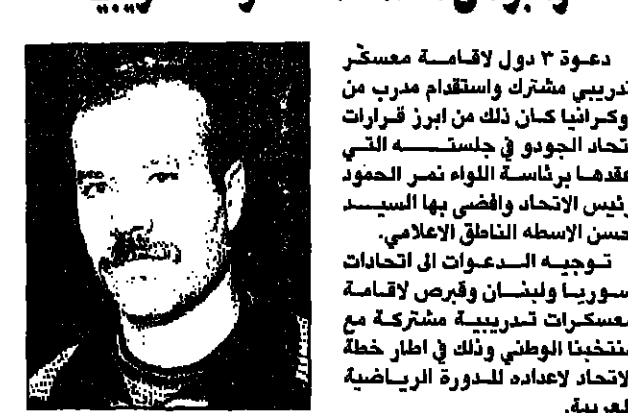 دعوة ٣ دول لاقامة معسكر
تدريبي مشترك واستقدام مدرب من
وكرانيا كان ذلك من ابرز قرارات
تحاد الجودو في جلسته التي
عقدها برئاسة اللواء نمر الحمود
رئيس الاتحاد وافضى بها السيد
حسن الاسطه الناطق الاعلامي.
توجيه الدعوات الى اتحادات
سوريا ولبنان وقبرص لاقامة
معسكرات تدريبية مشتركة مع
منتخبنا الوطني وذلك في اطار خطة
الاتحاد لاعداده للدورة الرياضية
العربية.